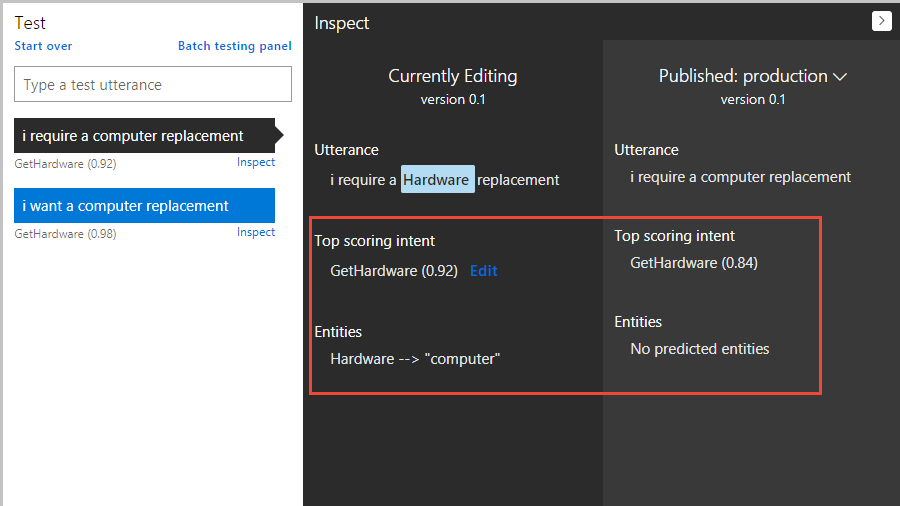 Test
Start over
Batch testing panel
Type a test utterance
i require a computer replacement
GetHardware (0.92)
Inspect
i want a computer replacement
GetHardware (0.98)
Inspect
Inspect
Currently Editing
version 0.1
Utterance
i require a Hardware replacement
Top scoring intent
GetHardware (0.92) Edit
Entities
Hardware --> "computer"
Published: production
version 0.1
Utterance
i require a computer replacement
Top scoring intent
GetHardware (0.84)
Entities
No predicted entities